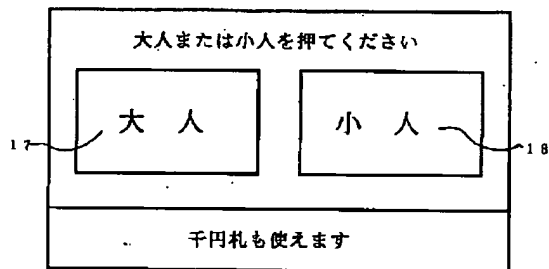 大人または小人を押てください
大　人
小　人
17
18
千円札も使えます